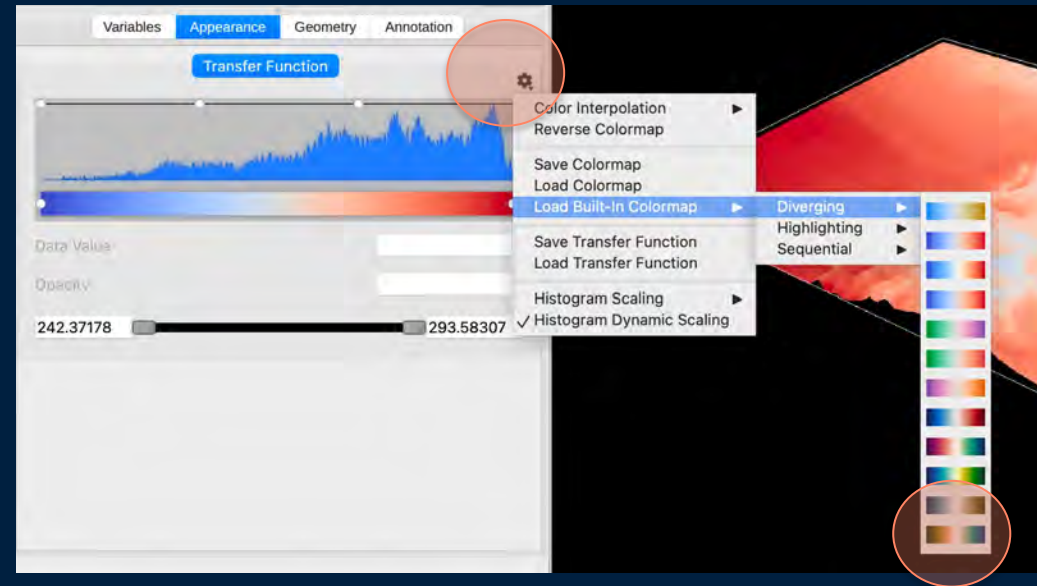 Variables Appearance Geometry Annotation
Transfer Function
Color Interpolation
Reverse Colormap
Save Colormap
Load Colormap
Load Built-In Colormap
Diverging
Highlighting
Sequential
Save Transfer Function
Load Transfer Function
Histogram Scaling
✓ Histogram Dynamic Scaling
Data Value
Opacity
242.37178 293.58307